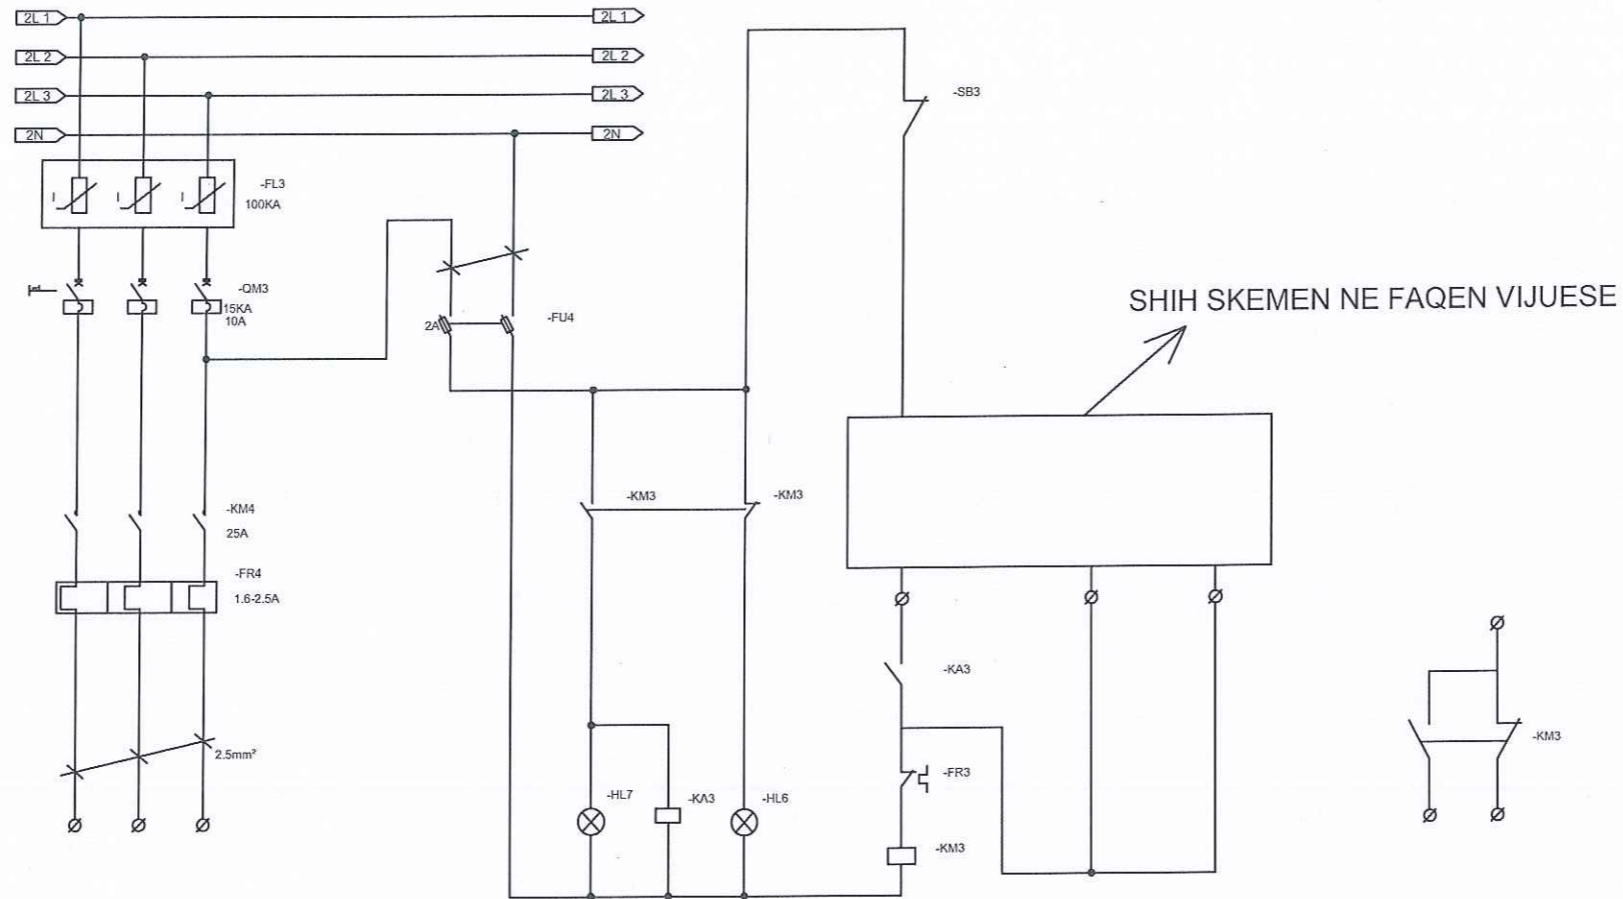 2L 1
2L 1
2L 2
2L 2
2L 3
2L 3
2N
2N
-SB3
I
I
I
-FL3
100KA
-QM3
15KA
10A
2A
-FU4
SHIH SKEMEN NE FAQEN VIJUESE
-KM3
-KM3
-KM4
25A
-FR4
1.6-2.5A
-KA3
2.5mm²
-KM3
-FR3
-HL7
-KA3
-HL6
-KM3